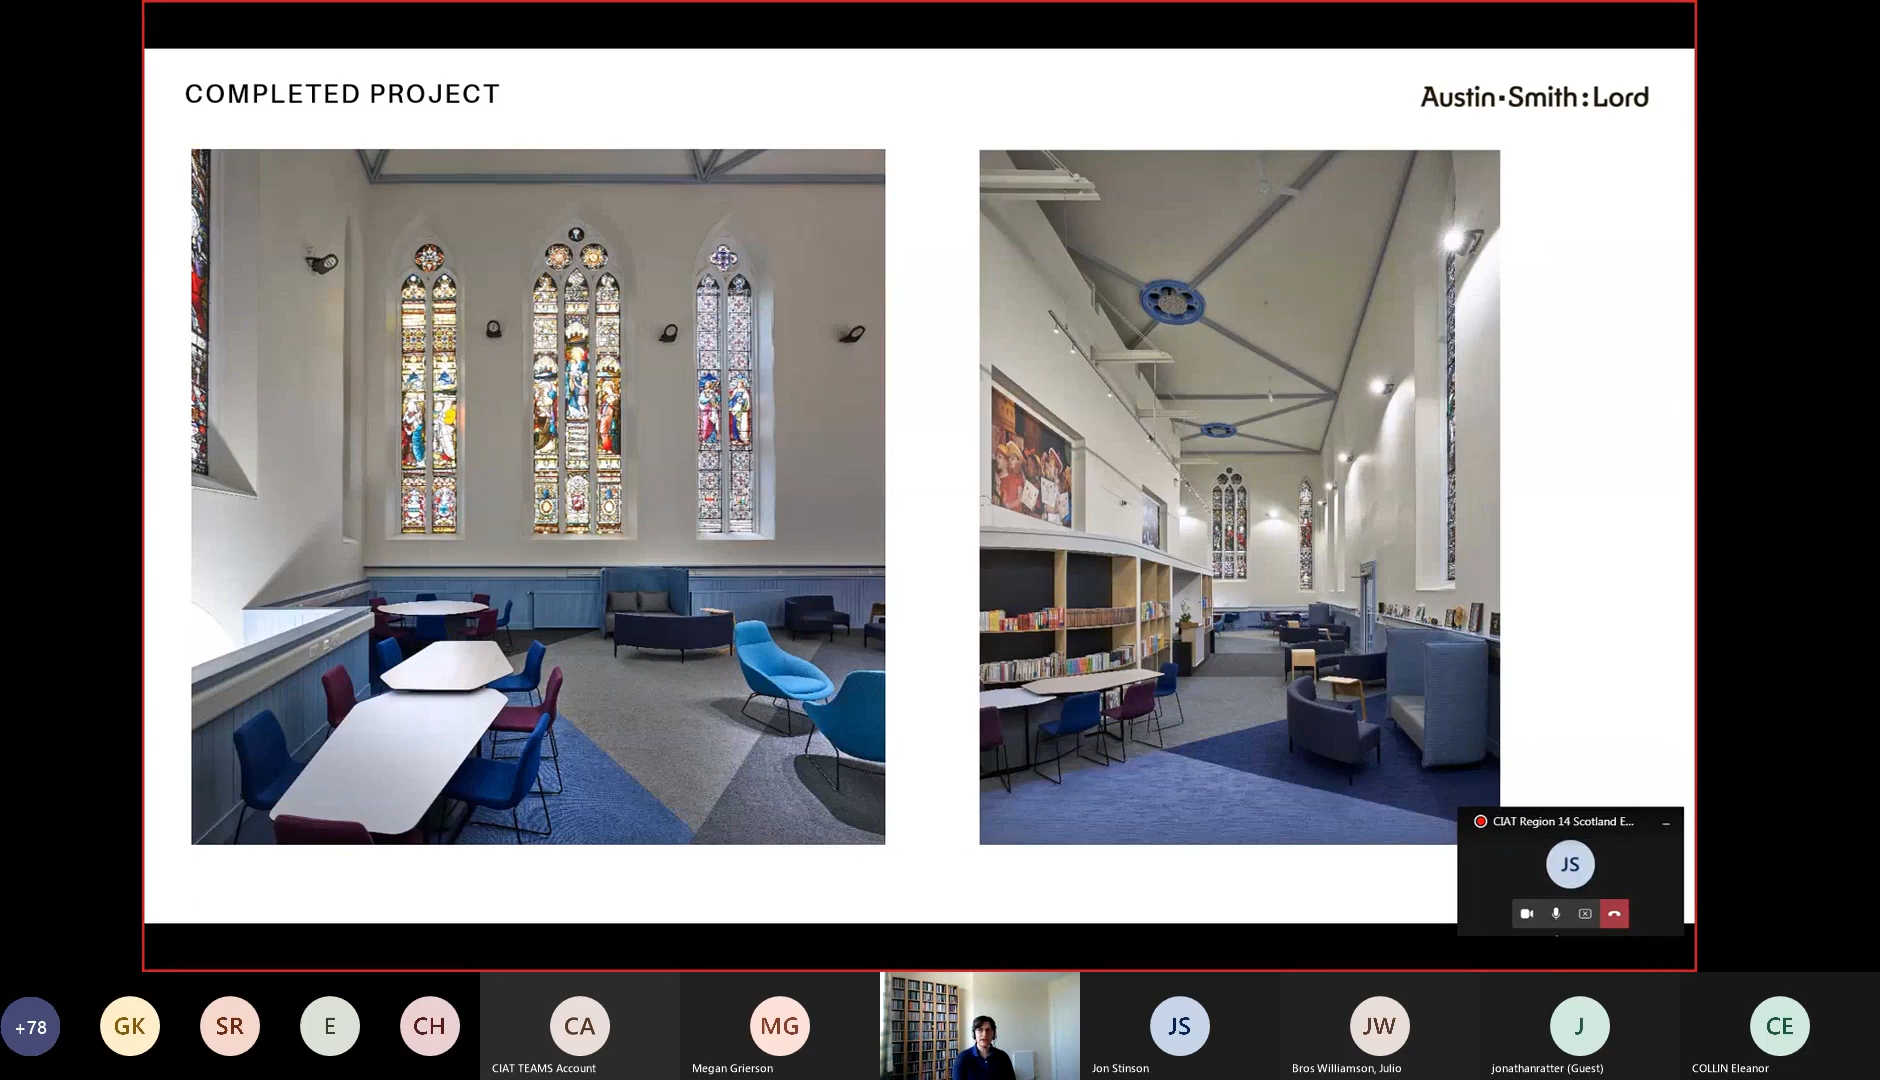 COMPLETED PROJECT
Austin·Smith:Lord
CIAT Region 14 Scotland E...
JS
+78
GK
SR
E
CH
CA
CIAT TEAMS Account
MG
Megan Grierson
JS
Jon Stinson
JW
Bros Williamson, Julio
J
jonathanratter (Guest)
CE
COLLIN Eleanor